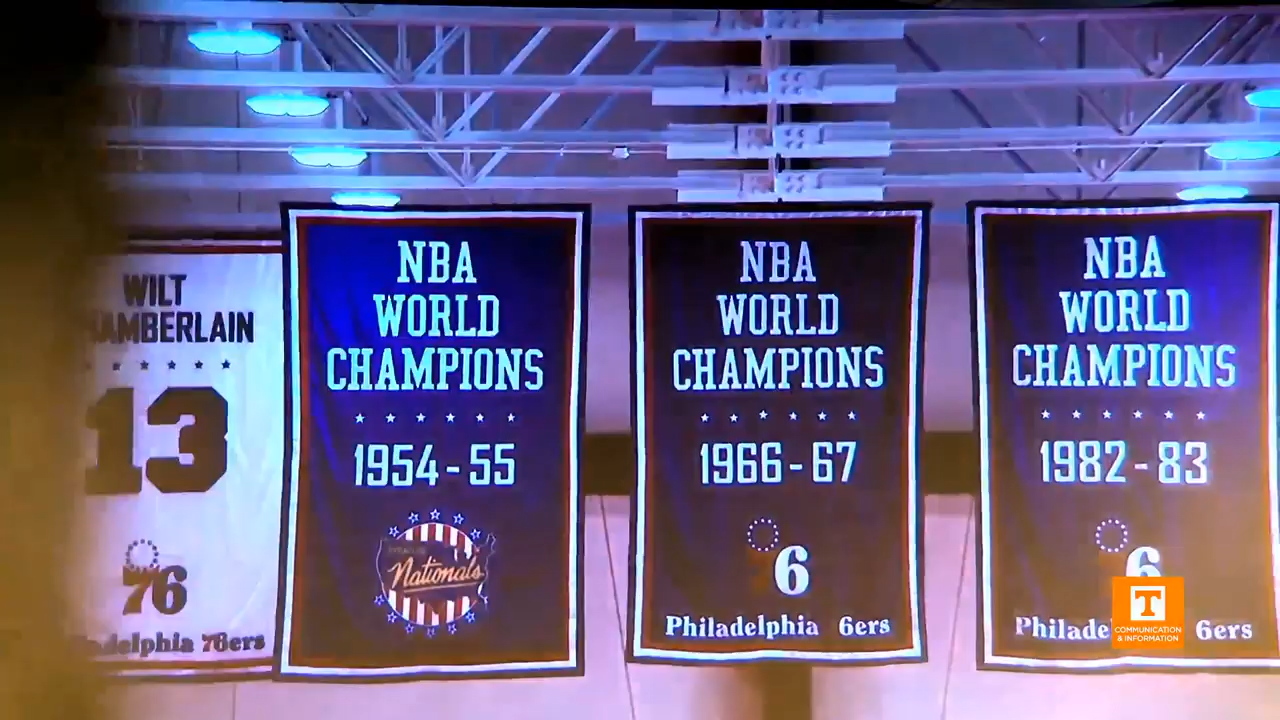 WILT
AMBERLAIN
13
76
delphia 76ers
NBA
WORLD
CHAMPIONS
1954-55
Nationals
NBA
WORLD
CHAMPIONS
1966-67
6
Philadelphia 6ers
NBA
WORLD
CHAMPIONS
1982-83
6
Philade 6ers
T
COMMUNICATION
& INFORMATION